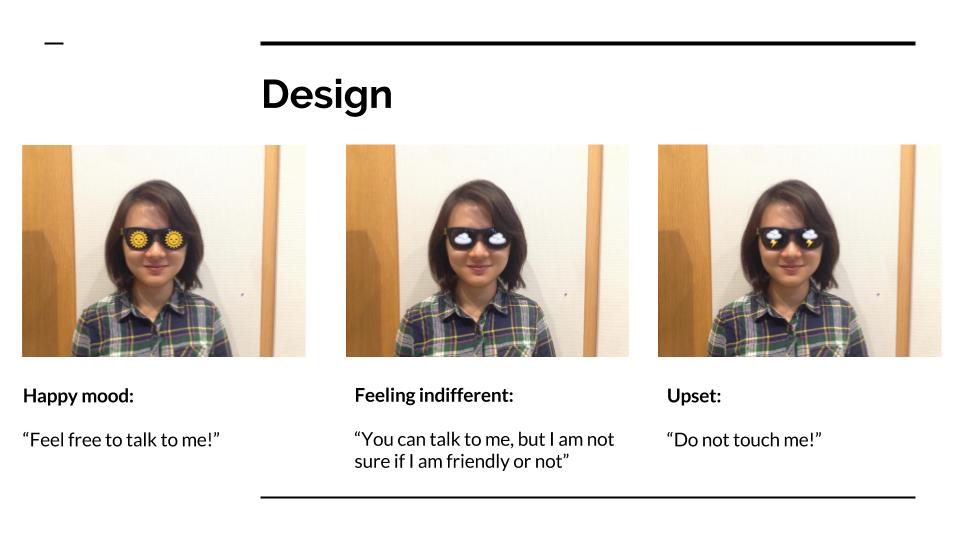 Design
Happy mood:
“Feel free to talk to me!”
Feeling indifferent:
“You can talk to me, but I am not
sure if I am friendly or not”
Upset:
“Do not touch me!”